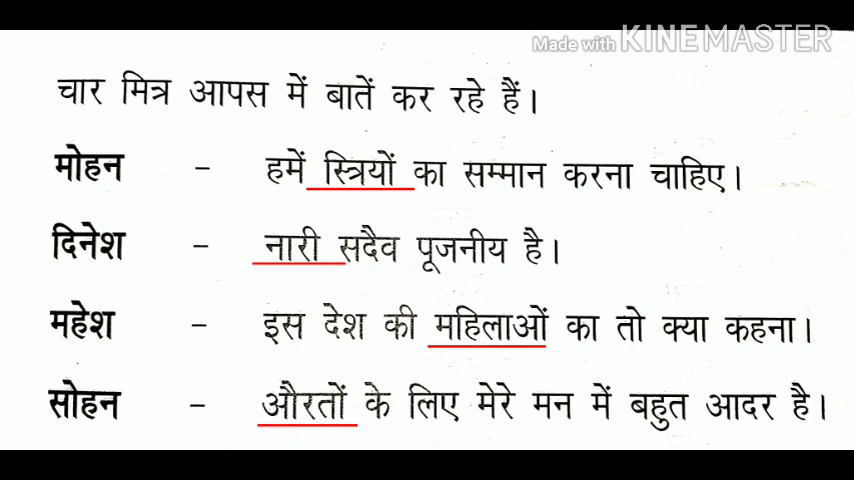 Made with KINEMASTER
चार मित्र आपस में बातें कर रहे हैं।
मोहन - हमें स्त्रियों का सम्मान करना चाहिए।
दिनेश - नारी सदैव पूजनीय है।
महेश - इस देश की महिलाओं का तो क्या कहना।
सोहन - औरतों के लिए मेरे मन में बहुत आदर है।